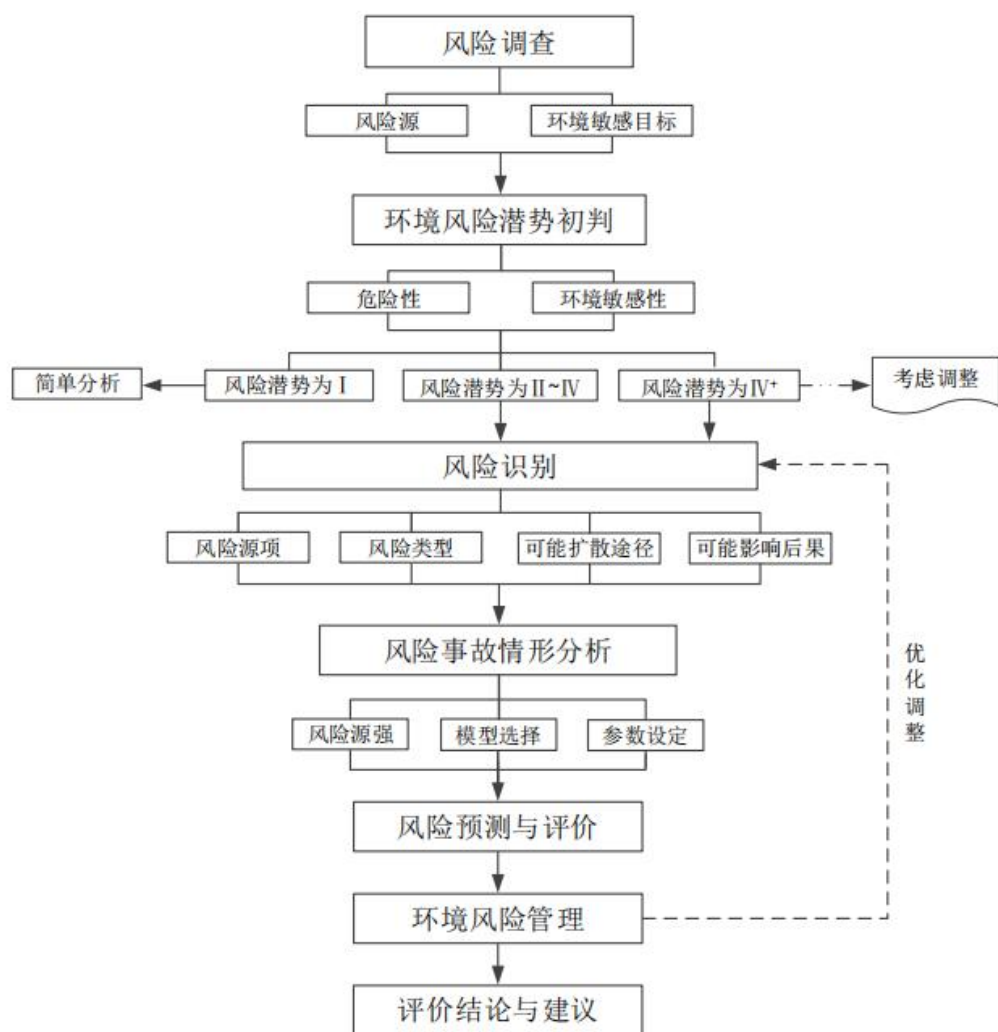 风险调查
风险源
环境敏感目标
环境风险潜势初判
危险性
环境敏感性
简单分析
风险潜势为Ⅰ
风险潜势为Ⅱ~Ⅳ
风险潜势为Ⅳ⁺
考虑调整
风险识别
风险源项
风险类型
可能扩散途径
可能影响后果
风险事故情形分析
优化调整
风险源强
模型选择
参数设定
风险预测与评价
环境风险管理
评价结论与建议